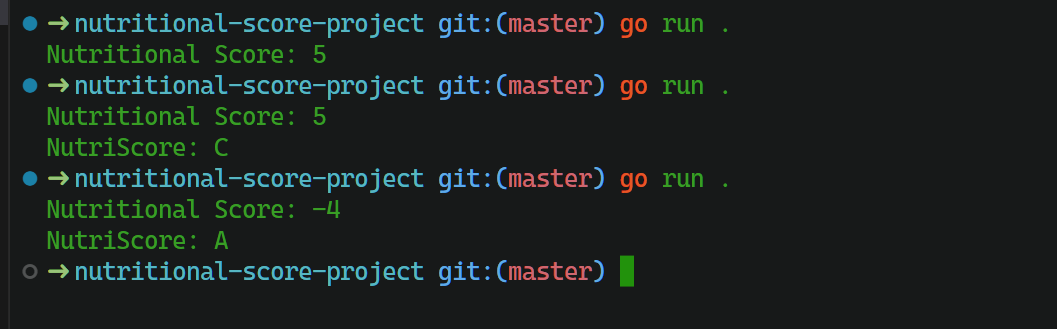 ➜ nutritional-score-project git:(master) go run .
Nutritional Score: 5
➜ nutritional-score-project git:(master) go run .
Nutritional Score: 5
NutriScore: C
➜ nutritional-score-project git:(master) go run .
Nutritional Score: -4
NutriScore: A
➜ nutritional-score-project git:(master)